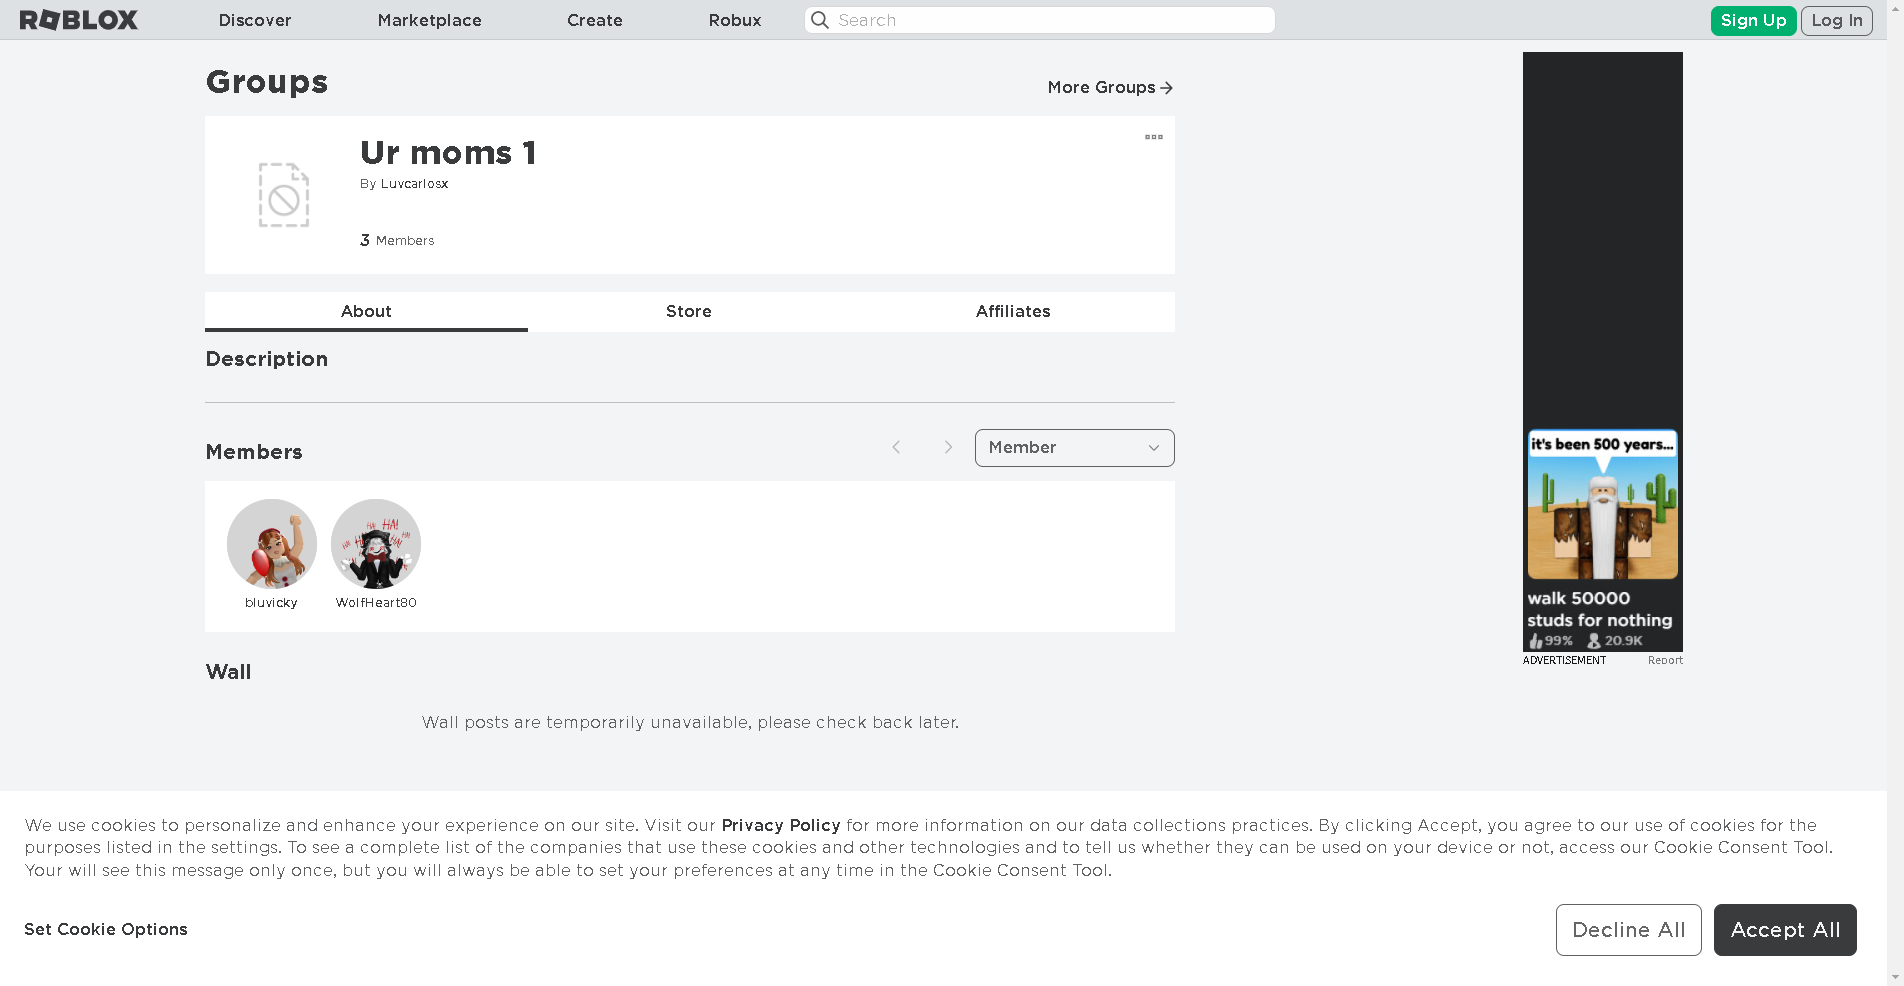 ROBLOX
Discover
Marketplace
Create
Robux
Search
Sign Up
Log In
Groups
More Groups
Ur moms 1
By Luvcarlosx
3 Members
About
Store
Affiliates
Description
Members
Member
HA! HA!
bluvicky
WolfHeart80
Wall
Wall posts are temporarily unavailable, please check back later.
it's been 500 years...
walk 50000
studs for nothing
99% 20.9K
ADVERTISEMENT
Report
We use cookies to personalize and enhance your experience on our site. Visit our Privacy Policy for more information on our data collections practices. By clicking Accept, you agree to our use of cookies for the
purposes listed in the settings. To see a complete list of the companies that use these cookies and other technologies and to tell us whether they can be used on your device or not, access our Cookie Consent Tool.
Your will see this message only once, but you will always be able to set your preferences at any time in the Cookie Consent Tool.
Set Cookie Options
Decline All
Accept All